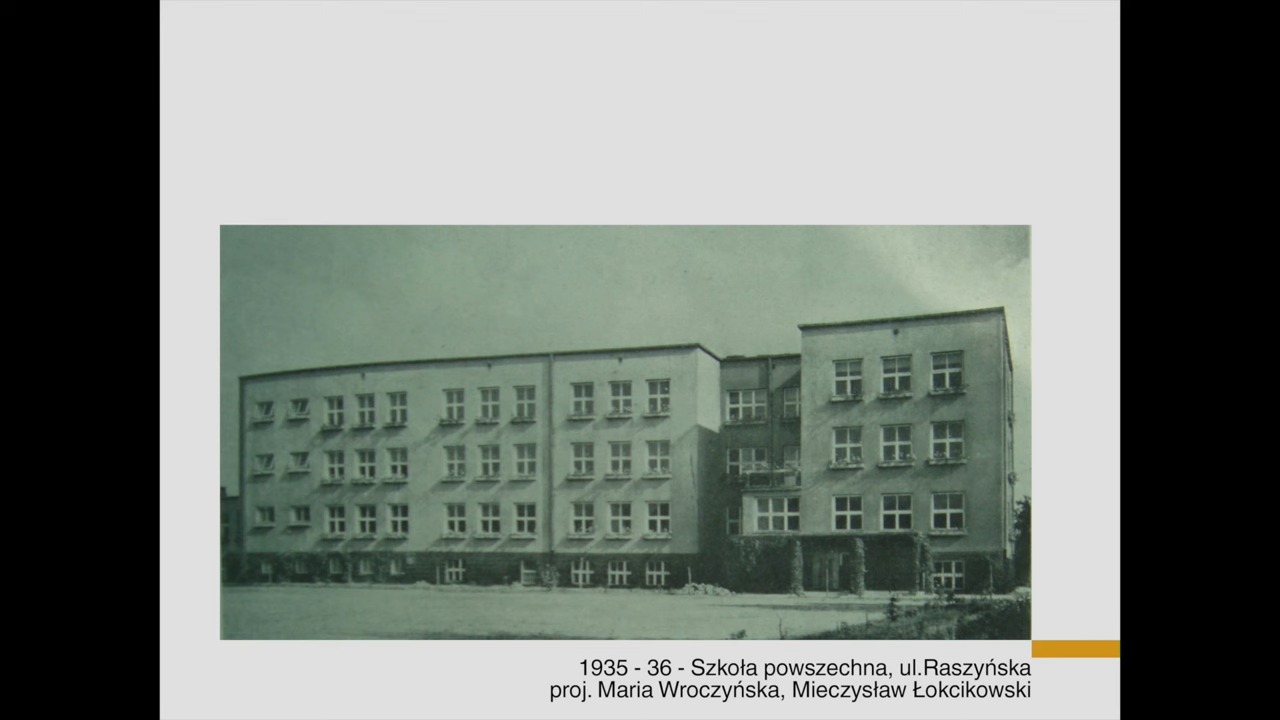 1935 - 36 - Szkoła powszechna, ul.Raszyńska
proj. Maria Wroczyńska, Mieczysław Łokcikowski